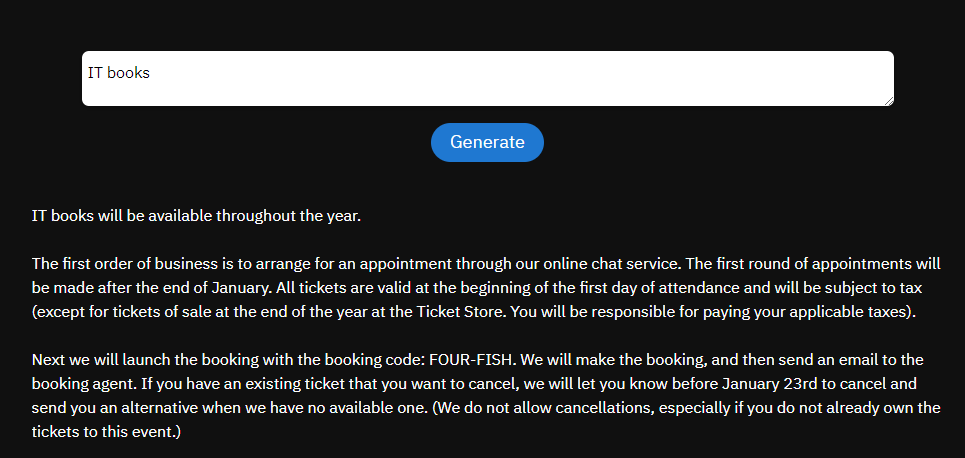 IT books
Generate
IT books will be available throughout the year.
The first order of business is to arrange for an appointment through our online chat service. The first round of appointments will
be made after the end of January. All tickets are valid at the beginning of the first day of attendance and will be subject to tax
(except for tickets of sale at the end of the year at the Ticket Store. You will be responsible for paying your applicable taxes).
Next we will launch the booking with the booking code: FOUR-FISH. We will make the booking, and then send an email to the
booking agent. If you have an existing ticket that you want to cancel, we will let you know before January 23rd to cancel and
send you an alternative when we have no available one. (We do not allow cancellations, especially if you do not already own the
tickets to this event.)